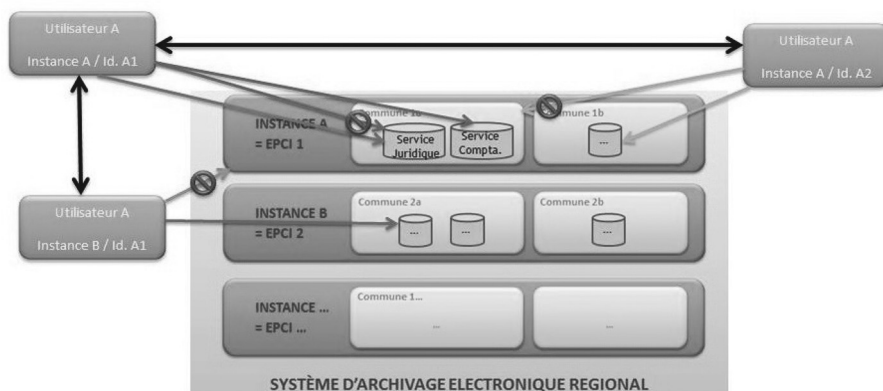 Utilisateur A
Instance A / Id. A1
Utilisateur A
Instance A / Id. A2
INSTANCE A
= EPCI 1
Commune 1a
Service
Juridique
Service
Compta.
Commune 1b
...
Utilisateur A
Instance B / Id. A1
INSTANCE B
= EPCI 2
Commune 2a
...
...
Commune 2b
...
INSTANCE ...
= EPCI ...
Commune 1...
...
...
SYSTÈME D'ARCHIVAGE ELECTRONIQUE REGIONAL